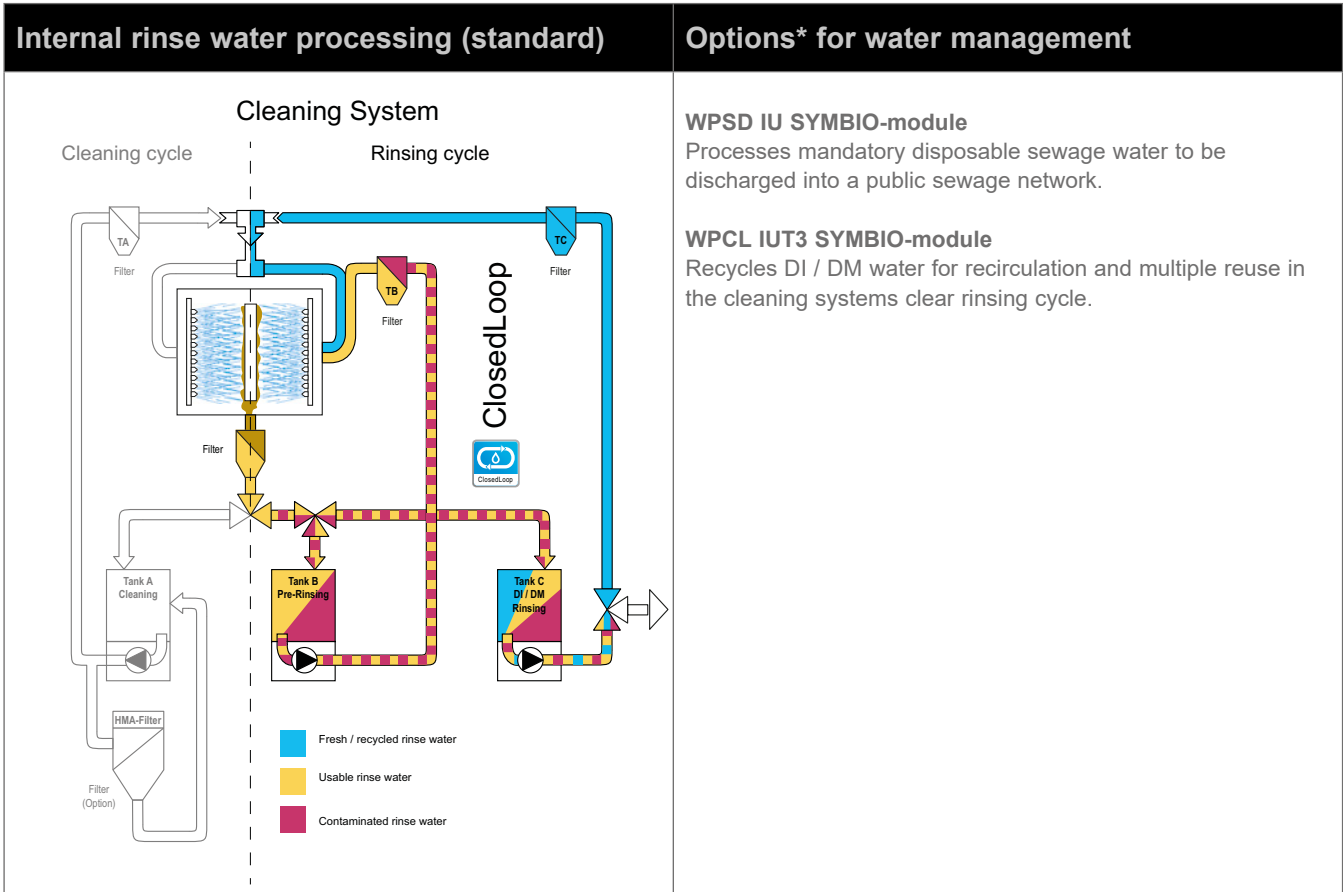 Internal rinse water processing (standard)
Options* for water management
Cleaning System
Cleaning cycle
Rinsing cycle
TA
Filter
TC
Filter
TB
Filter
ClosedLoop
ClosedLoop
Filter
Tank A
Cleaning
Tank B
Pre-Rinsing
Tank C
DI / DM
Rinsing
HMA-Filter
Filter
(Option)
Fresh / recycled rinse water
Usable rinse water
Contaminated rinse water
WPSD IU SYMBIO-module
Processes mandatory disposable sewage water to be
discharged into a public sewage network.
WPCL IUT3 SYMBIO-module
Recycles DI / DM water for recirculation and multiple reuse in
the cleaning systems clear rinsing cycle.